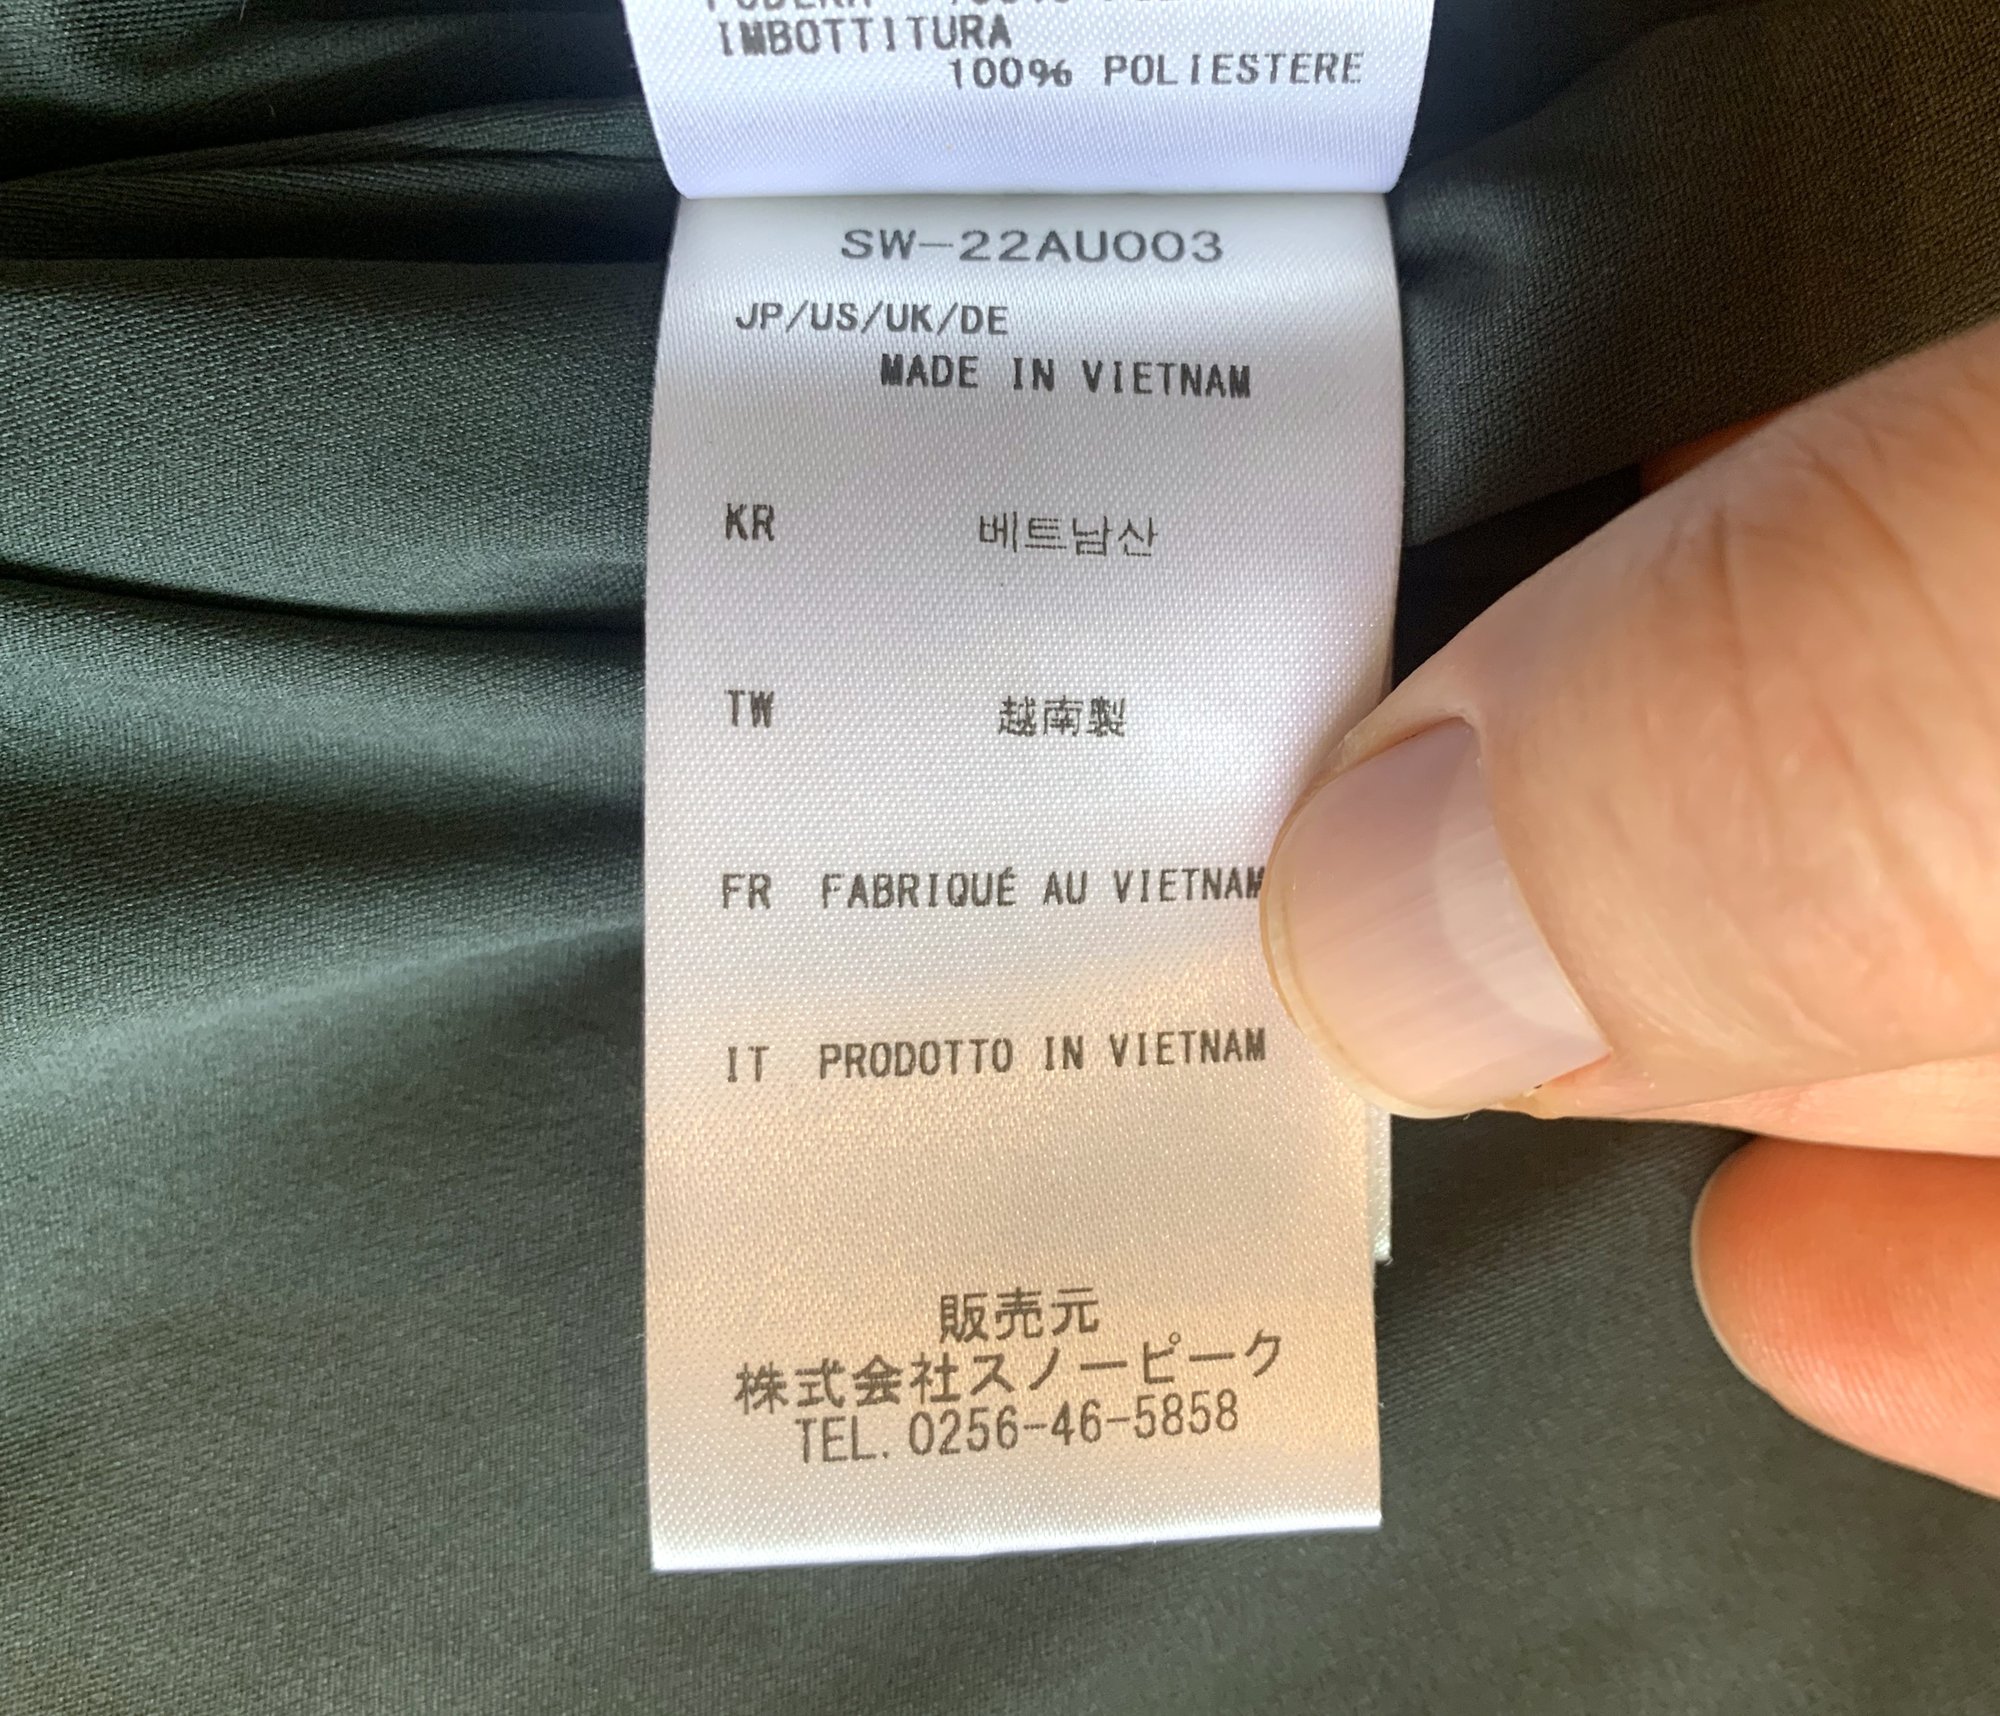 IMBOTTITURA
100% POLIESTERE
SW-22AU003
JP/US/UK/DE
MADE IN VIETNAM
KR 베트남산
TW 越南製
FR FABRIQUÉ AU VIETNAM
IT PRODOTTO IN VIETNAM
販売元
株式会社スノーピーク
TEL. 0256-46-5858